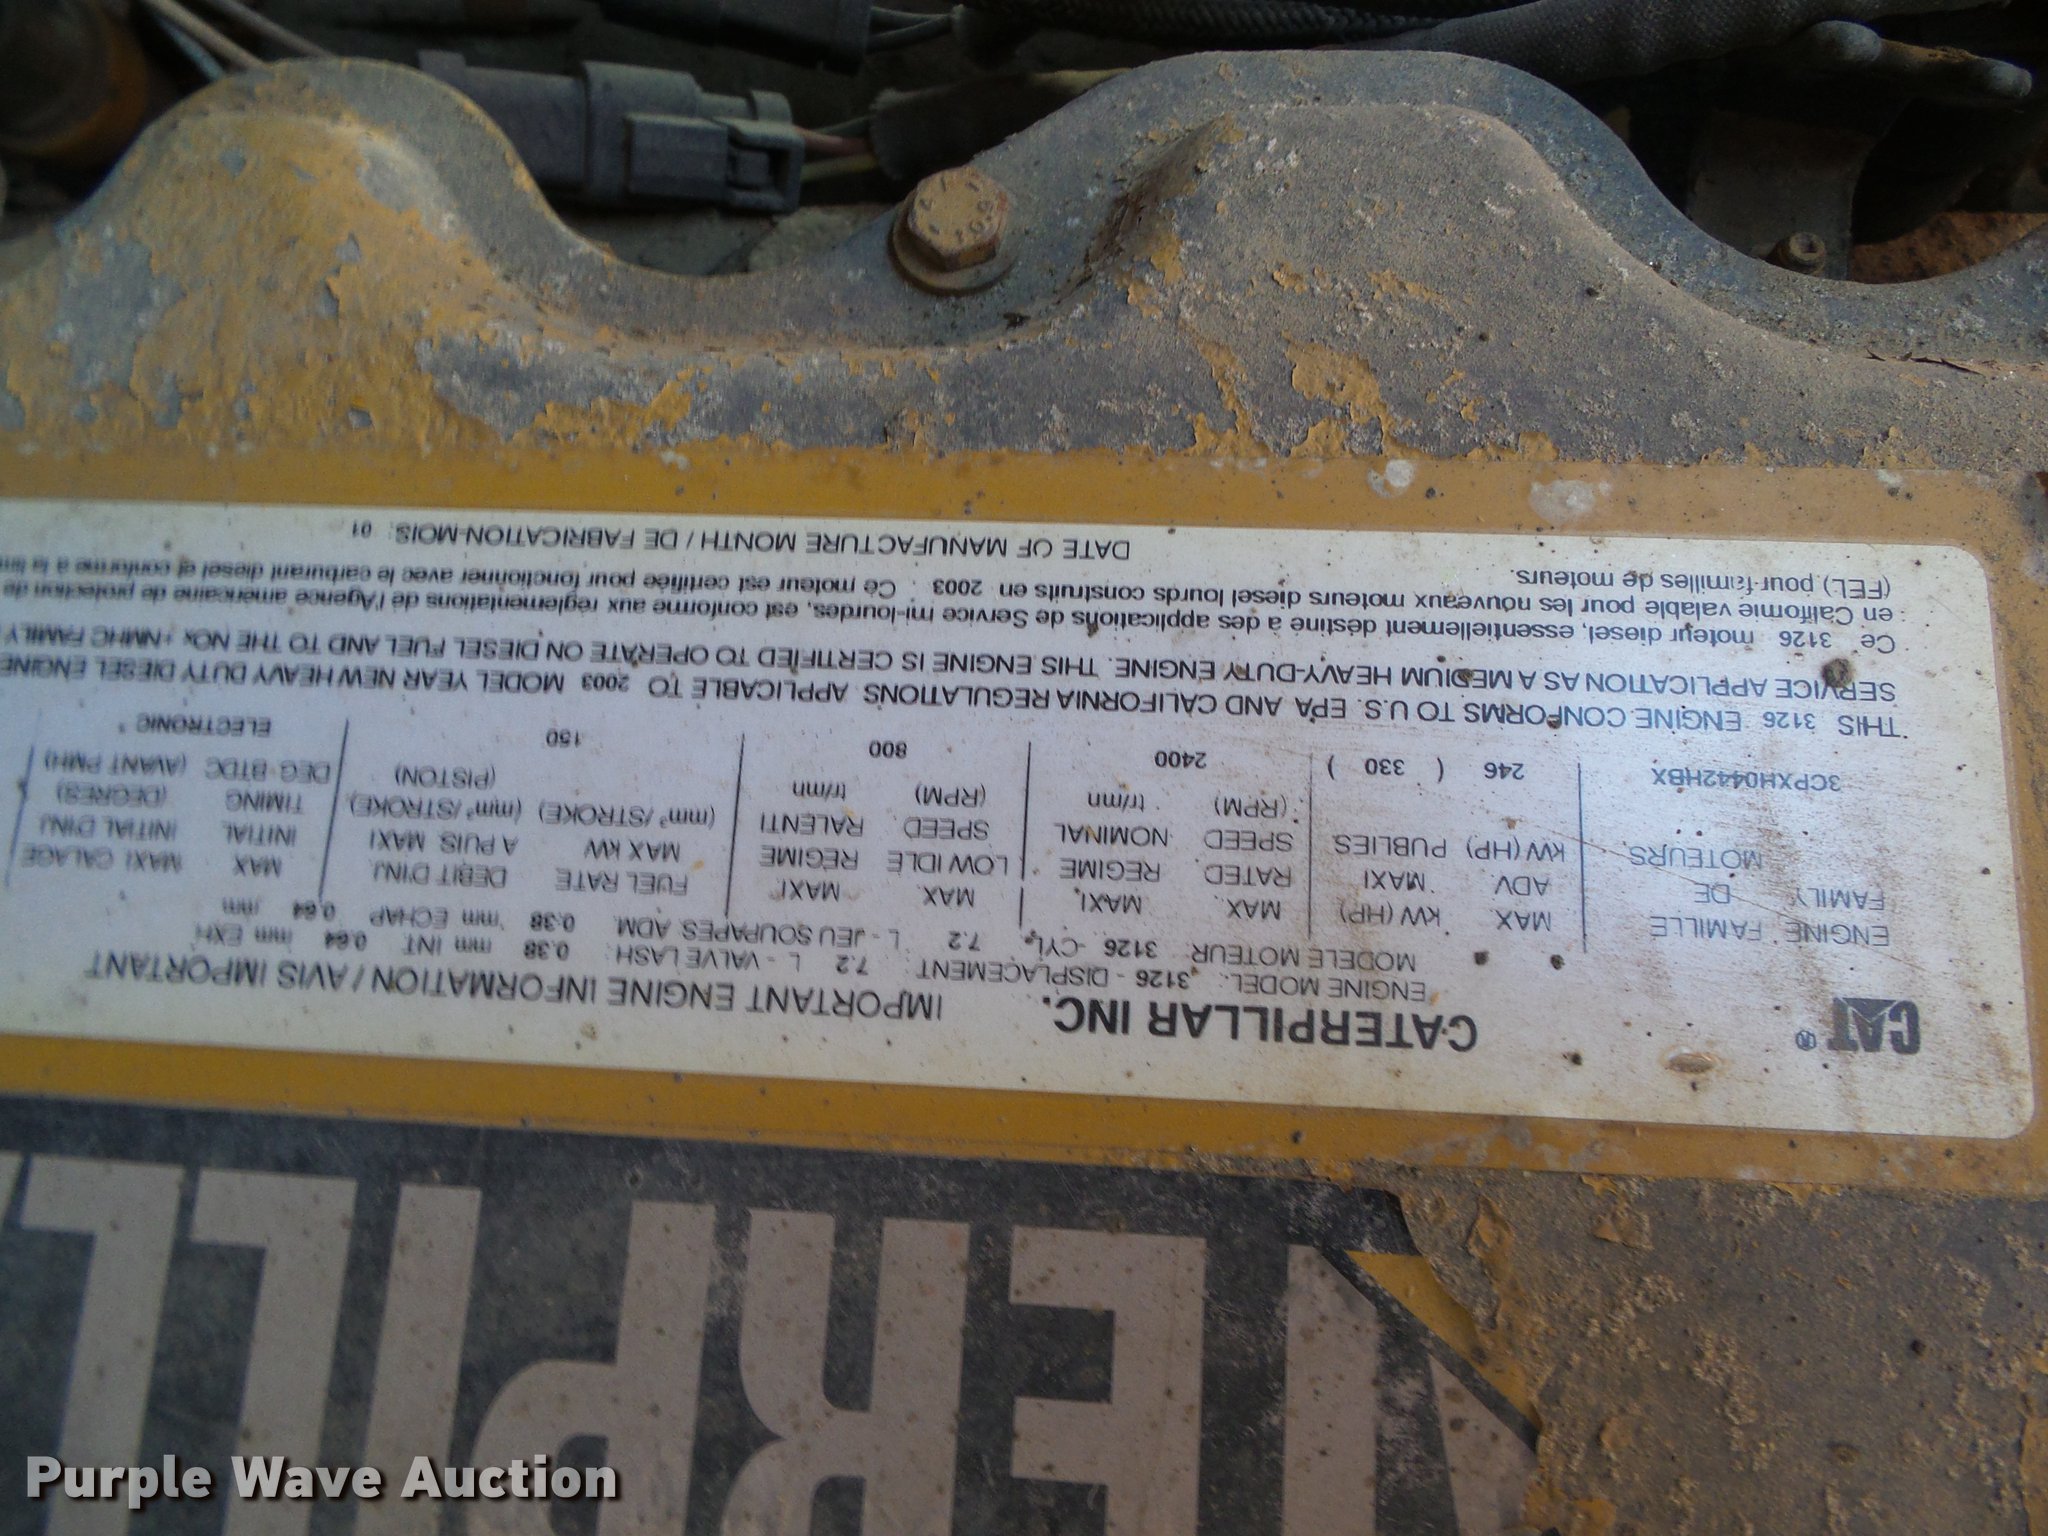 CAT
CATERPILLAR INC. IMPORTANT ENGINE INFORMATION / AVIS IMPORTANT
ENGINE MODEL. 3126 - DISPLACEMENT 7.2 L - VALVE LASH: 0.38 mm INT 0.64 mm EXH
MODELE MOTEUR 3126 -CYL. 7.2 L - JEU SOUPAPES ADM. 0.38 mm ECHAP 0.64 mm
ENGINE FAMILLE MAX KW (HP) MAX MAXI. MAX MAXI FUEL RATE DEBIT D'INJ MAX MAXI CALAGE
FAMILY DE ADV MAXI RATED REGIME LOW IDLE REGIME MAX KW A PUIS. MAXI INITIAL INITIAL D'INJ
MOTEURS KW (HP) PUBLIES SPEED NOMINAL SPEED RALENTI (mm³/STROKE) (mm³/STROKE) TIMING (DEGRES)
(RPM) tr/mn (RPM) tr/mn (PISTON) DEG BTDC (AVANT PMH)
3CPXH0442HBX 246 ( 330 ) 2400 800 150 ELECTRONIC
THIS 3126 ENGINE CONFORMS TO U.S. EPA AND CALIFORNIA REGULATIONS APPLICABLE TO 2003 MODEL YEAR NEW HEAVY DUTY DIESEL ENGINE
SERVICE APPLICATION AS A MEDIUM HEAVY-DUTY ENGINE. THIS ENGINE IS CERTIFIED TO OPERATE ON DIESEL FUEL AND TO THE NOx + NMHC FAMILY
Ce 3126 moteur diesel, essentiellement destiné a des applications de Service mi-lourdes, est conforme aux réglementations de l'Agence américaine de protection de
en Californie valable pour les nouveaux moteurs diesel lourds construits en 2003 . Ce moteur est certifiée pour fonctionner avec le carburant diesel et conforme a la
(FEL) pour familles de moteurs.
DATE OF MANUFACTURE MONTH / DE FABRICATION-MOIS: 01
10.9
Purple Wave Auction